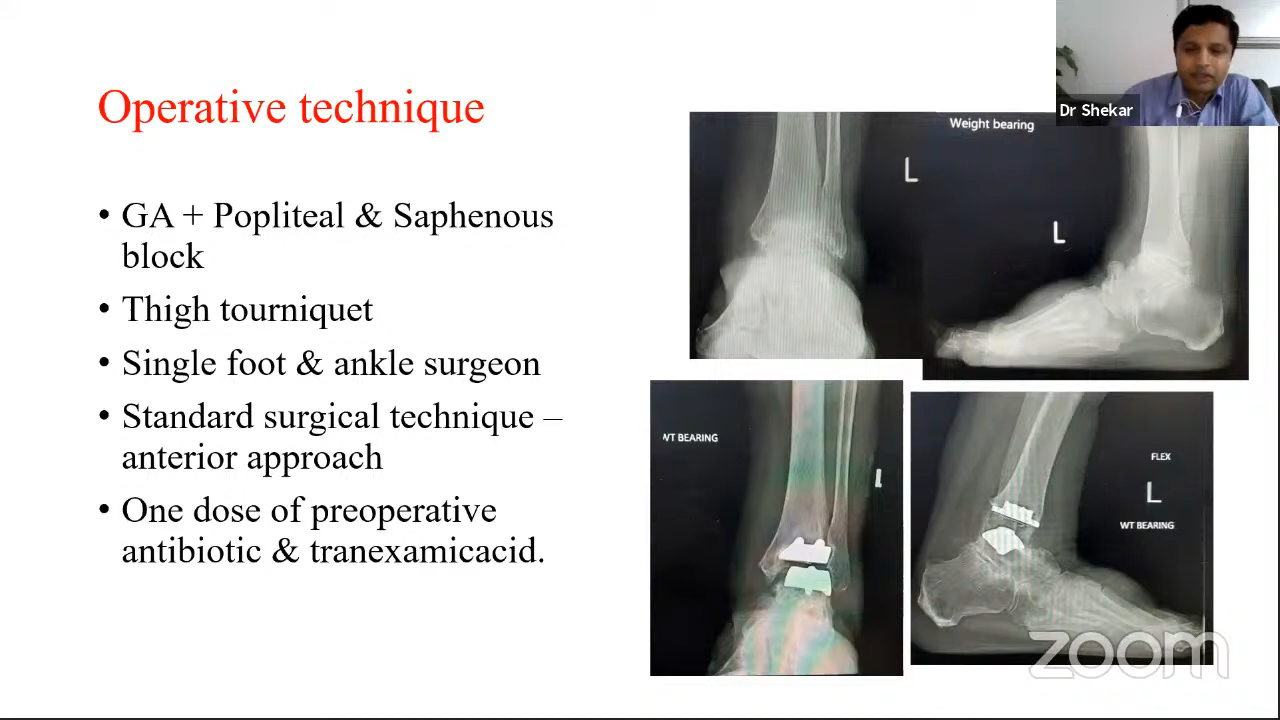 Operative technique
• GA + Popliteal & Saphenous
block
• Thigh tourniquet
• Single foot & ankle surgeon
• Standard surgical technique –
anterior approach
• One dose of preoperative
antibiotic & tranexamicacid.
Dr Shekar
Weight bearing
L
L
WT BEARING
L
FLEX
L
WT BEARING
zoom